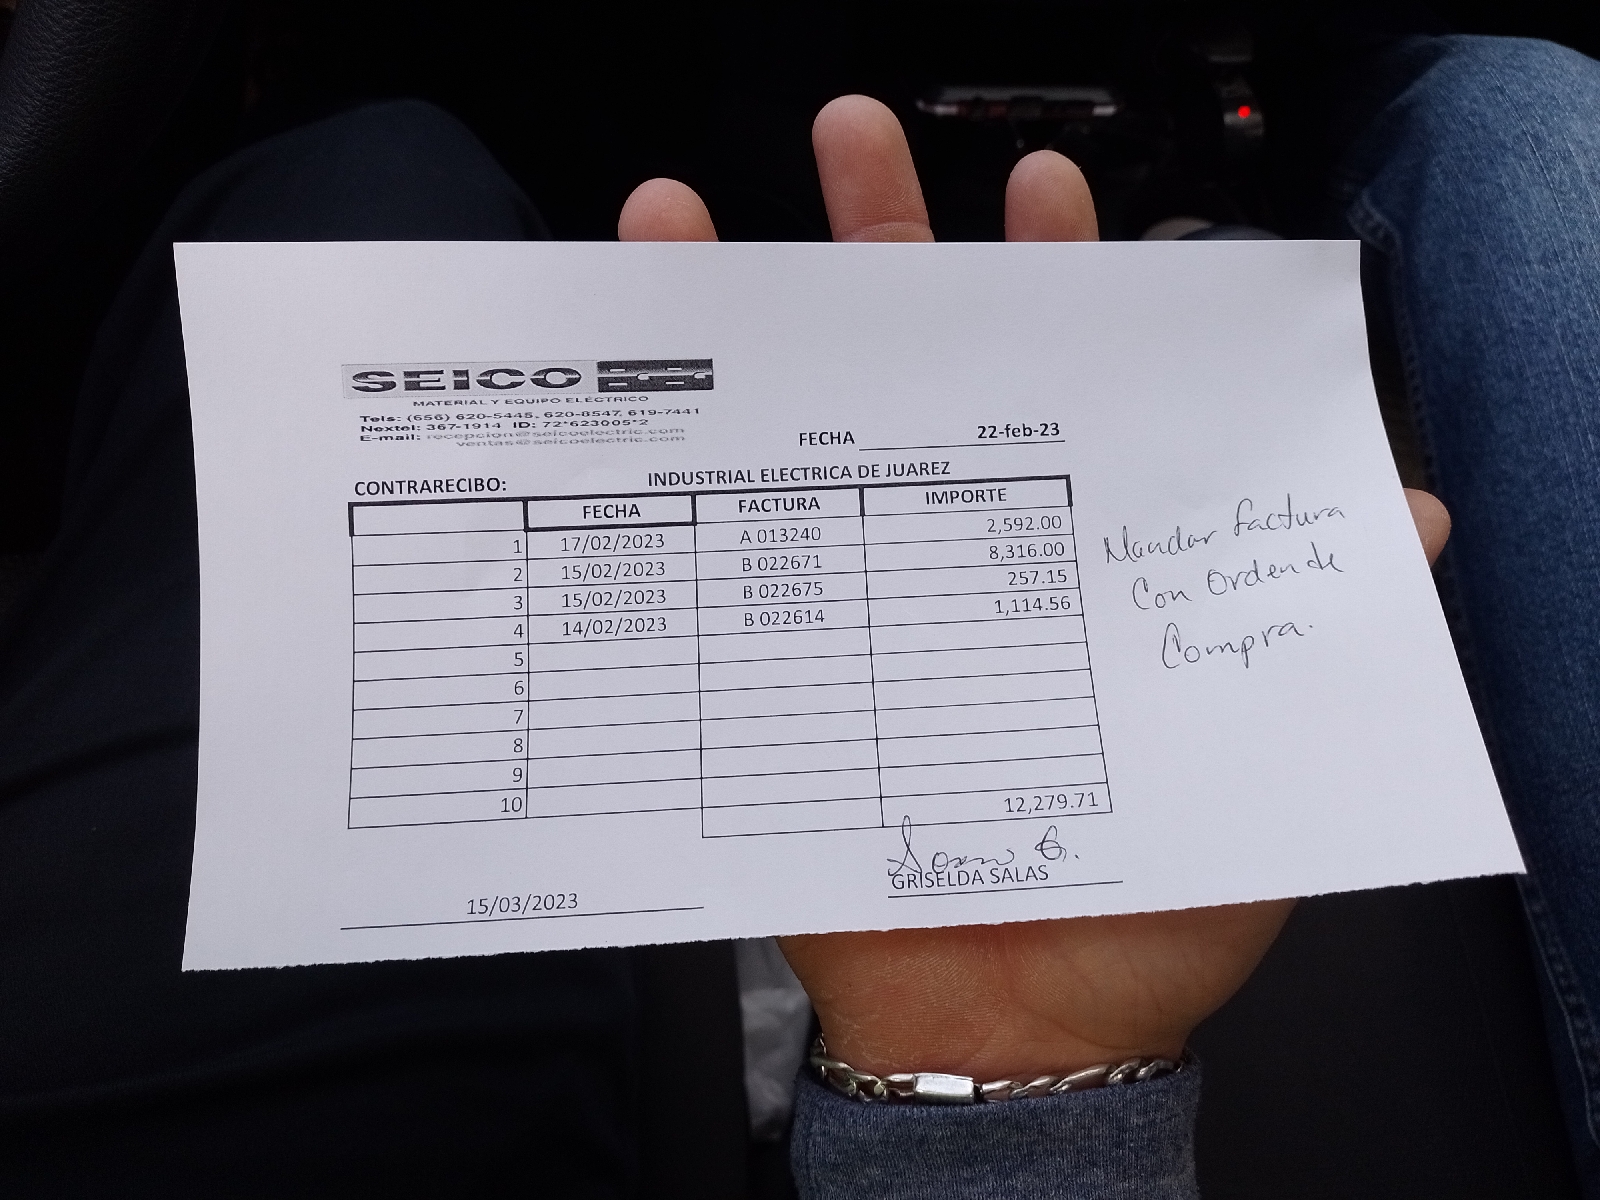 SEICO
MATERIAL Y EQUIPO ELÉCTRICO
Tels: (656) 620-5445, 620-8547, 619-7441
Nextel: 367-1914 ID: 72*623005*2
E-mail: recepcion@seicoelectric.com
ventas@seicoelectric.com
FECHA 22-feb-23
CONTRARECIBO: INDUSTRIAL ELECTRICA DE JUAREZ
FECHA FACTURA IMPORTE
1 17/02/2023 A 013240 2,592.00
2 15/02/2023 B 022671 8,316.00
3 15/02/2023 B 022675 257.15
4 14/02/2023 B 022614 1,114.56
5
6
7
8
9
10 12,279.71
Mandar factura
Con Orden de
Compra.
GRISELDA SALAS
15/03/2023